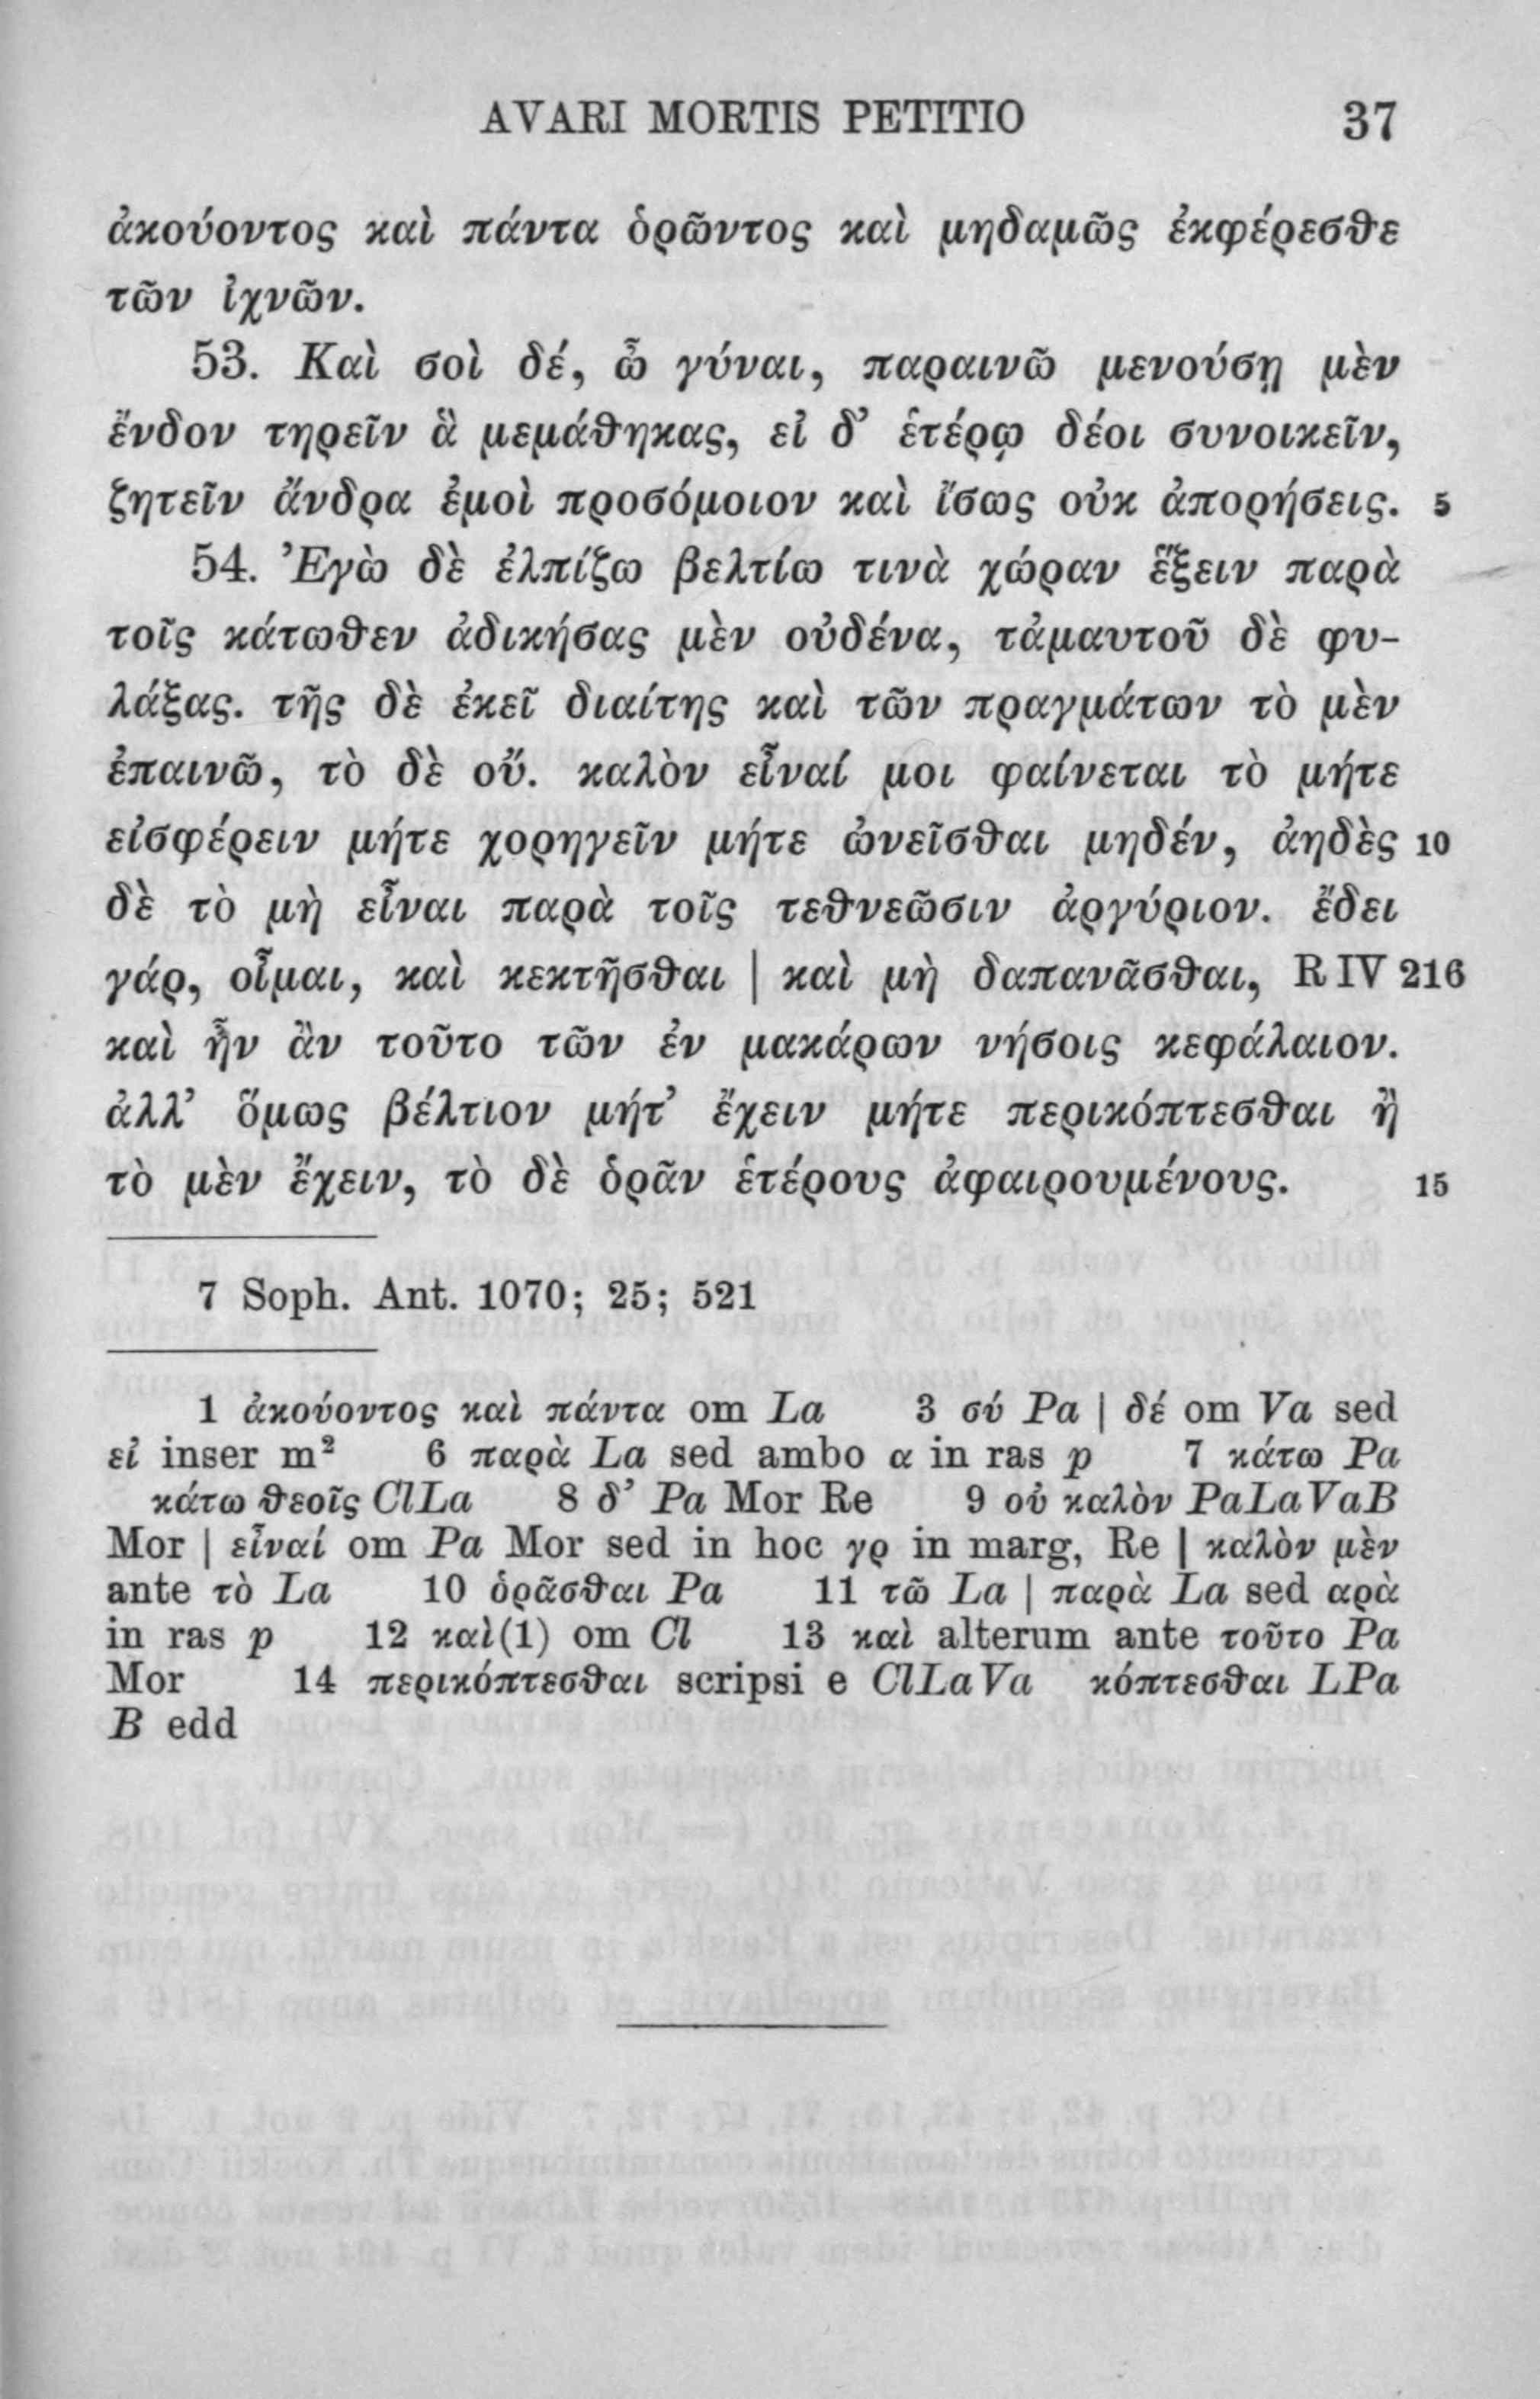 AVARI MORTIS PETITIO 37
ἀκούοντος καὶ πάντα ὁρῶντος καὶ μηδαμῶς ἐκφέρεσθε
τῶν ἰχνῶν.
53. Καὶ σοὶ δέ, ὦ γύναι, παραινῶ μενούσῃ μὲν
ἔνδον τηρεῖν ἃ μεμάθηκας, εἰ δ’ ἑτέρῳ δέοι συνοικεῖν,
ζητεῖν ἄνδρα ἐμοὶ προσόμοιον καὶ ἴσως οὐκ ἀπορήσεις. 5
54. Ἐγὼ δὲ ἐλπίζω βελτίω τινὰ χώραν ἕξειν παρὰ
τοῖς κάτωθεν ἀδικήσας μὲν οὐδένα, τἀμαυτοῦ δὲ φυ-
λάξας. τῆς δὲ ἐκεῖ διαίτης καὶ τῶν πραγμάτων τὸ μὲν
ἐπαινῶ, τὸ δὲ οὔ. καλὸν εἶναί μοι φαίνεται τὸ μήτε
εἰσφέρειν μήτε χορηγεῖν μήτε ὠνεῖσθαι μηδέν, ἀηδὲς 10
δὲ τὸ μὴ εἶναι παρὰ τοῖς τεθνεῶσιν ἀργύριον. ἔδει
γάρ, οἶμαι, καὶ κεκτῆσθαι | καὶ μὴ δαπανᾶσθαι, R IV 216
καὶ ἦν ἂν τοῦτο τῶν ἐν μακάρων νήσοις κεφάλαιον.
ἀλλ’ ὅμως βέλτιον μήτ’ ἔχειν μήτε περικόπτεσθαι ἢ
τὸ μὲν ἔχειν, τὸ δὲ ὁρᾶν ἑτέρους ἀφαιρουμένους. 15
7 Soph. Ant. 1070; 25; 521
1 ἀκούοντος καὶ πάντα om La 3 σύ Pa | δέ om Va sed
εἰ inser m² 6 παρὰ La sed ambo α in ras p 7 κάτω Pa
κάτω θεοῖς ClLa 8 δ’ Pa Mor Re 9 οὐ καλὸν PaLaVaB
Mor | εἶναί om Pa Mor sed in hoc γρ in marg, Re | καλὸν μὲν
ante τὸ La 10 ὁρᾶσθαι Pa 11 τῶ La | παρὰ La sed αρὰ
in ras p 12 καὶ(1) om Cl 13 καὶ alterum ante τοῦτο Pa
Mor 14 περικόπτεσθαι scripsi e ClLaVa κόπτεσθαι LPa
B edd